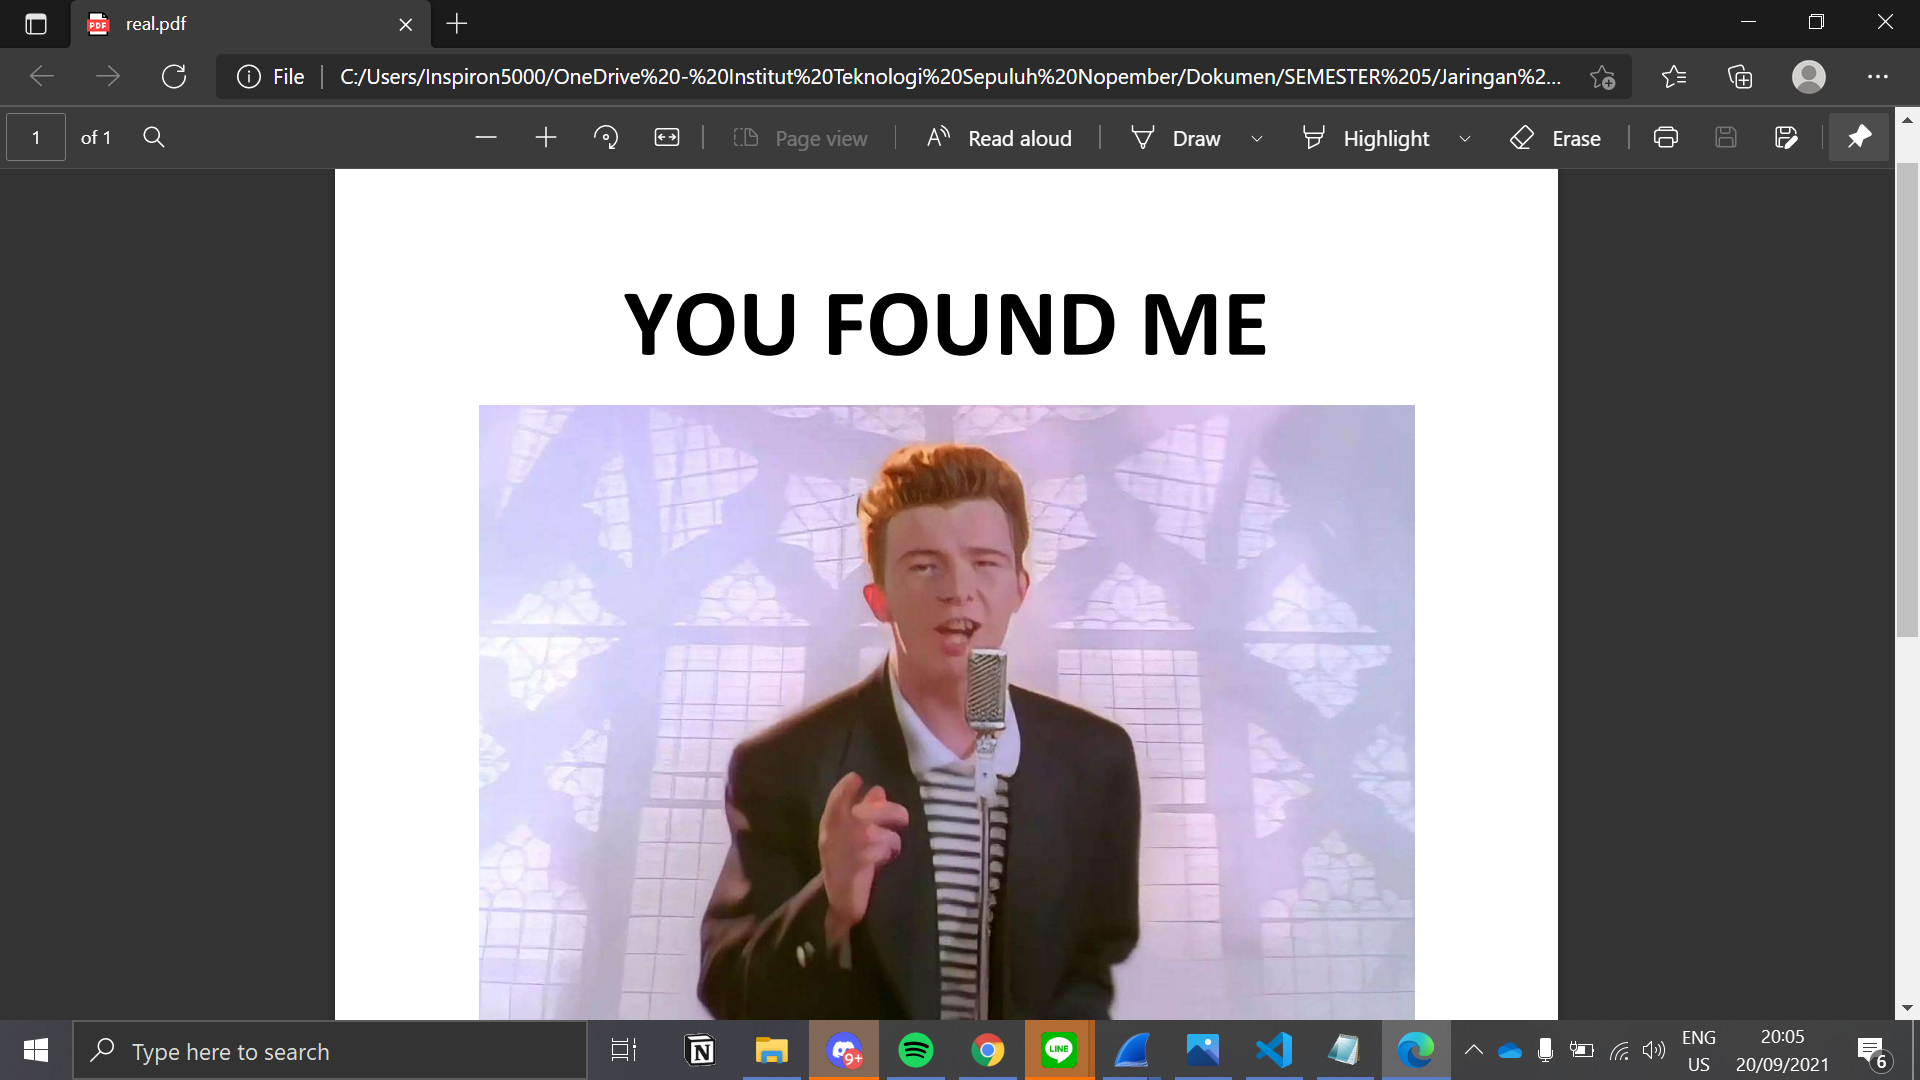 real.pdf
File
C:/Users/Inspiron5000/OneDrive%20-%20Institut%20Teknologi%20Sepuluh%20Nopember/Dokumen/SEMESTER%205/Jaringan%2...
1 of 1
Page view
Read aloud
Draw
Highlight
Erase
YOU FOUND ME
Type here to search
N
9+
LINE
ENG
US
20:05
20/09/2021
6